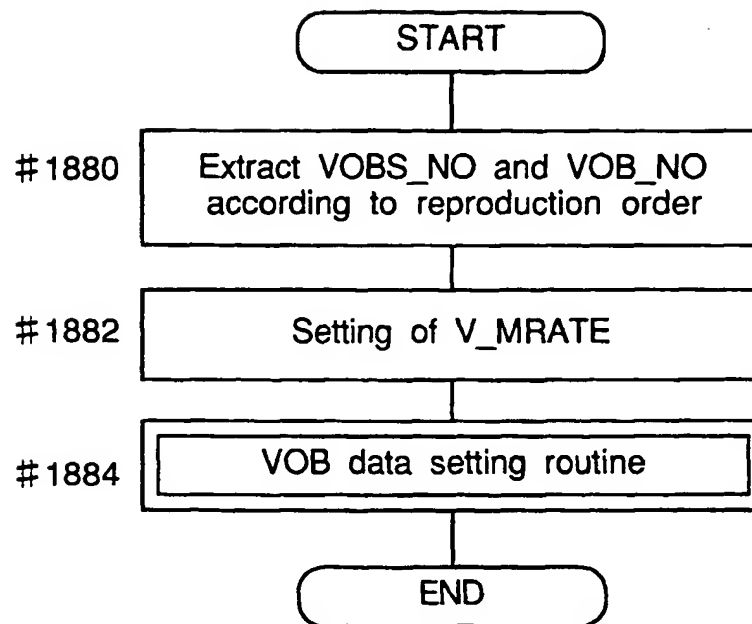 START
#1880
Extract VOBS_NO and VOB_NO
according to reproduction order
#1882
Setting of V_MRATE
#1884
VOB data setting routine
END